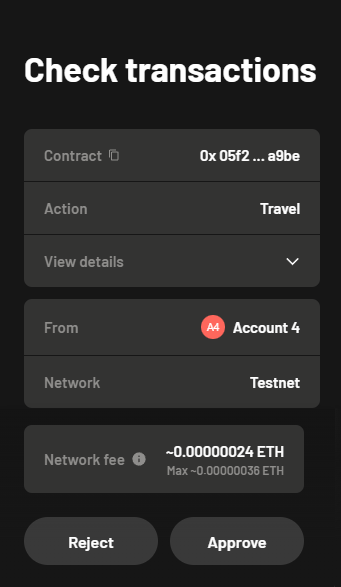 Check transactions
Contract 0x 05f2 ... a9be
Action Travel
View details
From A4 Account 4
Network Testnet
Network fee ~0.00000024 ETH
Max ~0.00000036 ETH
Reject Approve